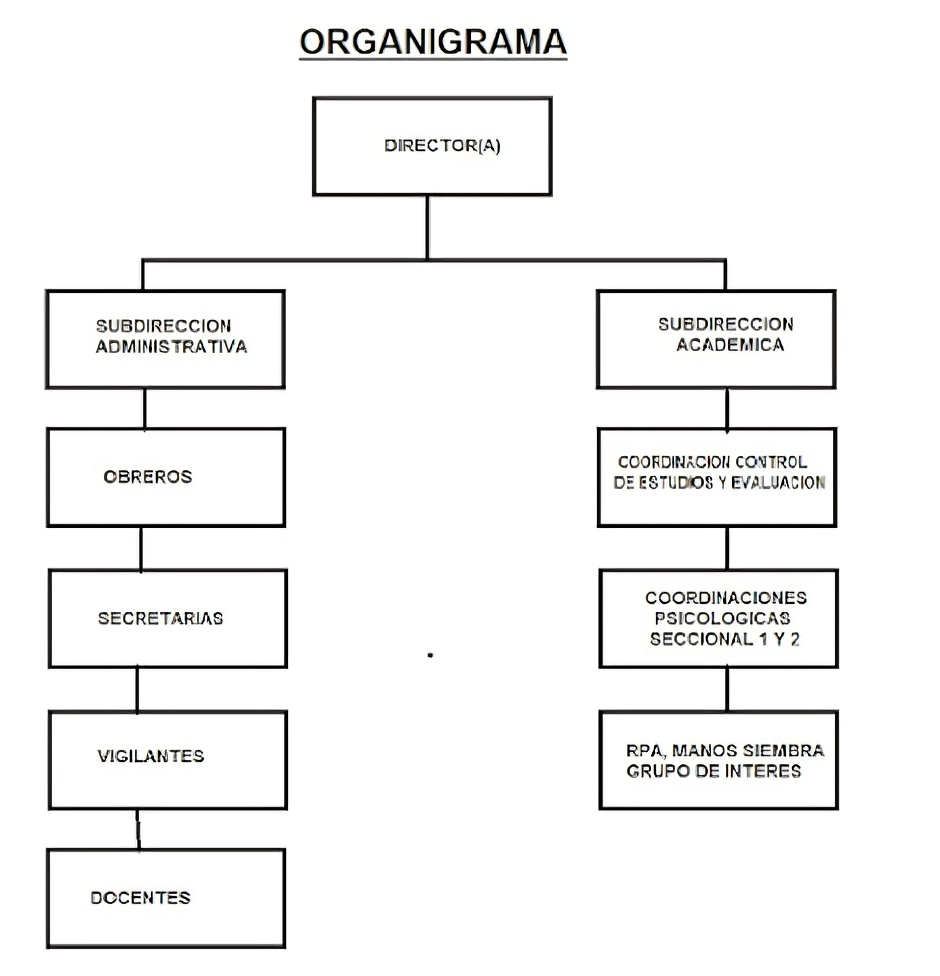 ORGANIGRAMA
DIRECTOR(A)
SUBDIRECCION
ADMINISTRATIVA
SUBDIRECCION
ACADEMICA
OBREROS
COORDINACION CONTROL
DE ESTUDIOS Y EVALUACION
SECRETARIAS
COORDINACIONES
PSICOLOGICAS
SECCIONAL 1 Y 2
VIGILANTES
RPA, MANOS SIEMBRA
GRUPO DE INTERES
DOCENTES